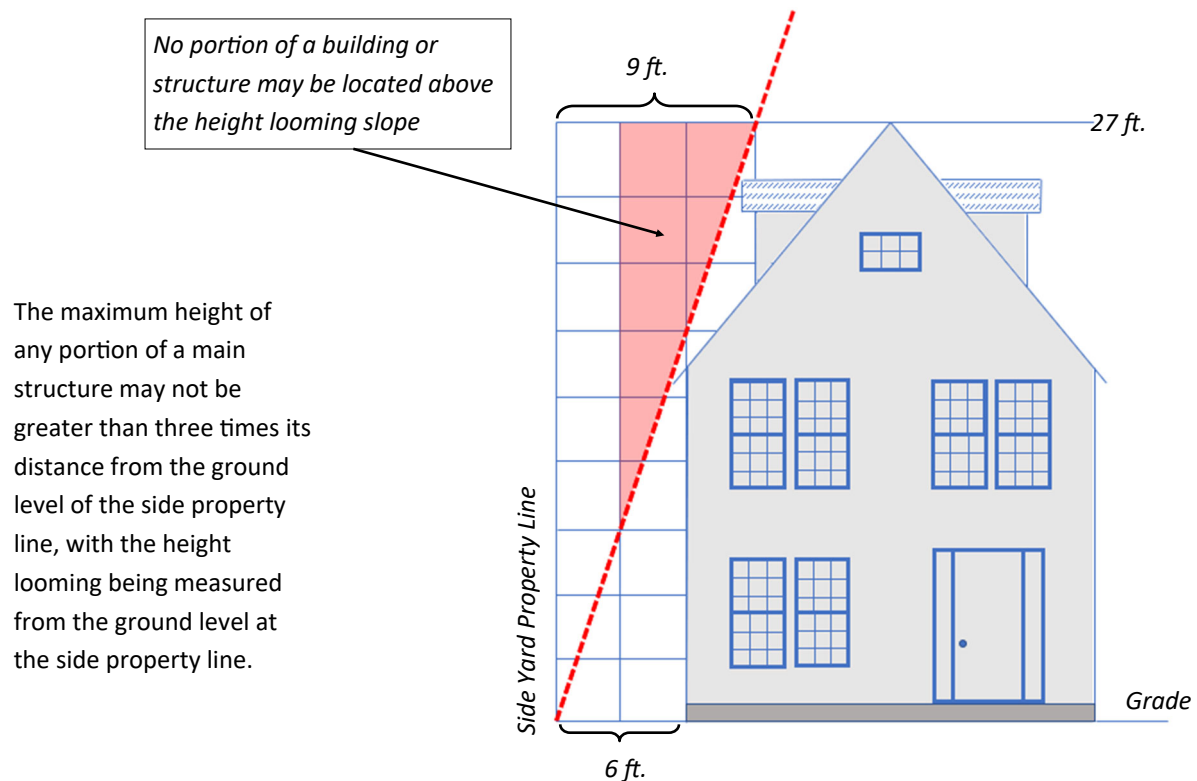 No portion of a building or
structure may be located above
the height looming slope
9 ft.
27 ft.
The maximum height of
any portion of a main
structure may not be
greater than three times its
distance from the ground
level of the side property
line, with the height
looming being measured
from the ground level at
the side property line.
Side Yard Property Line
Grade
6 ft.